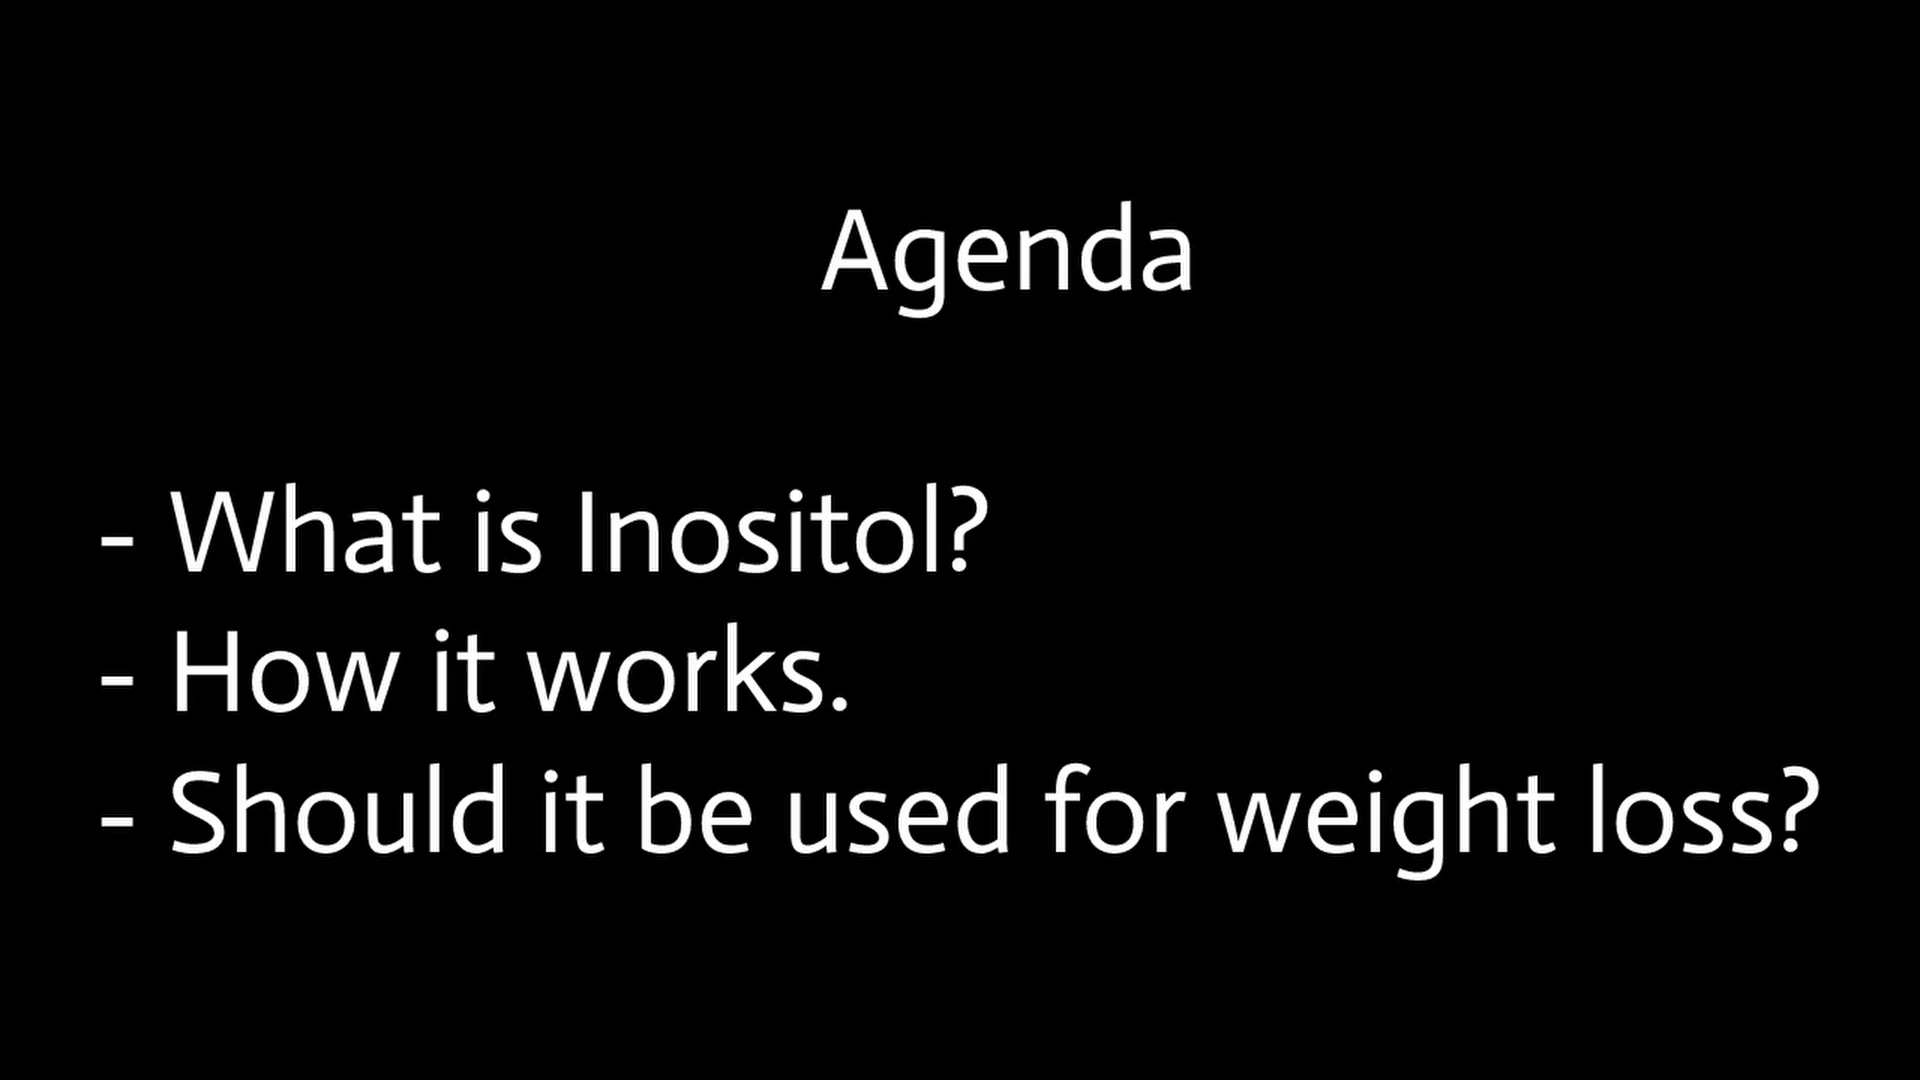 Agenda
- What is Inositol?
- How it works.
- Should it be used for weight loss?